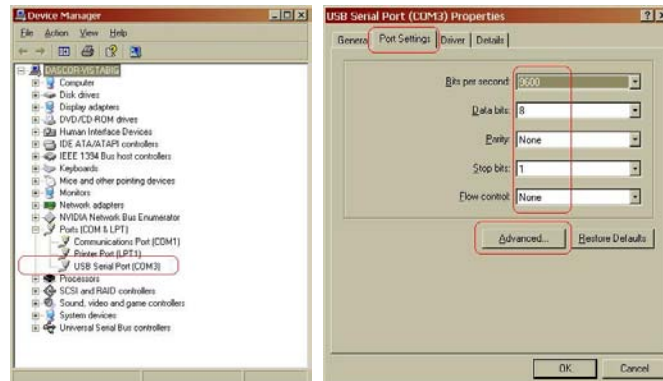 Device Manager
File Action View Help
DASCOR-VISTABIG
Computer
Disk drives
Display adapters
DVD/CD-ROM drives
Human Interface Devices
IDE ATA/ATAPI controllers
IEEE 1394 Bus host controllers
Keyboards
Mice and other pointing devices
Monitors
Network adapters
NVIDIA Network Bus Enumerator
Ports (COM & LPT)
Communications Port (COM1)
Printer Port (LPT1)
USB Serial Port (COM3)
Processors
SCSI and RAID controllers
Sound, video and game controllers
System devices
Universal Serial Bus controllers
USB Serial Port (COM3) Properties
General Port Settings Driver Details
Bits per second: 9600
Data bits: 8
Parity: None
Stop bits: 1
Flow control: None
Advanced... Restore Defaults
OK Cancel